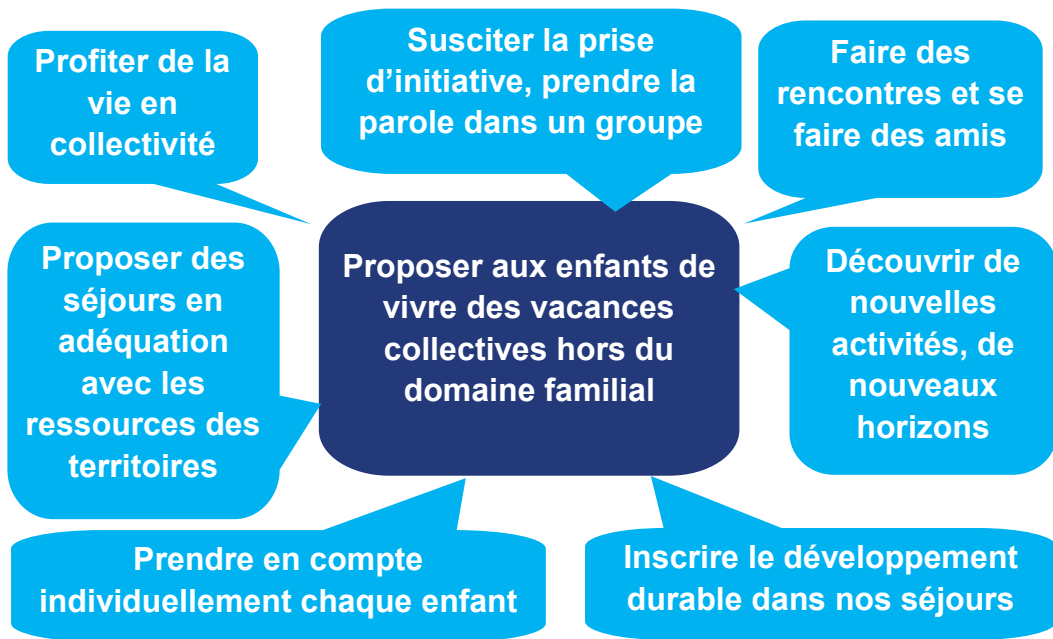 Profiter de la
vie en
collectivité
Susciter la prise
d’initiative, prendre la
parole dans un groupe
Faire des
rencontres et se
faire des amis
Proposer des
séjours en
adéquation
avec les
ressources des
territoires
Proposer aux enfants de
vivre des vacances
collectives hors du
domaine familial
Découvrir de
nouvelles
activités, de
nouveaux
horizons
Prendre en compte
individuellement chaque enfant
Inscrire le développement
durable dans nos séjours